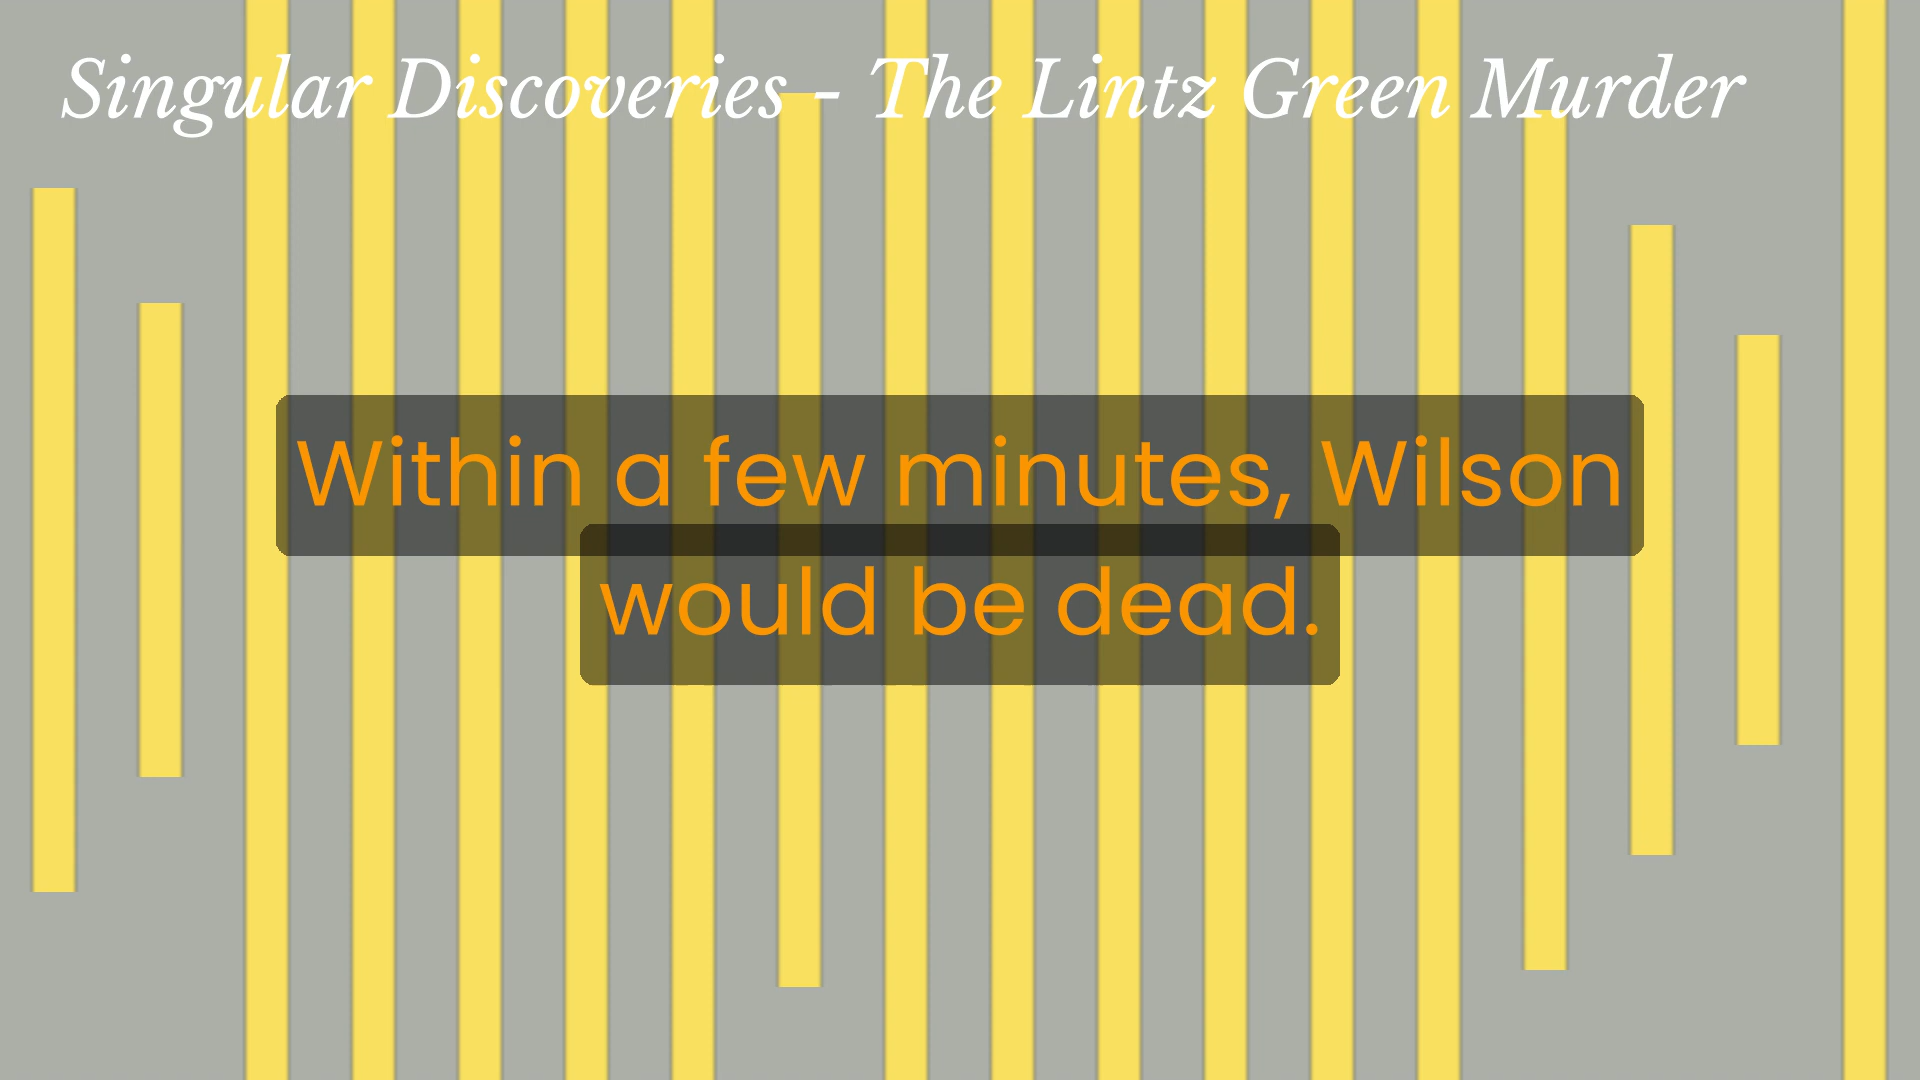 Singular Discoveries - The Lintz Green Murder
Within a few minutes, Wilson
would be dead.